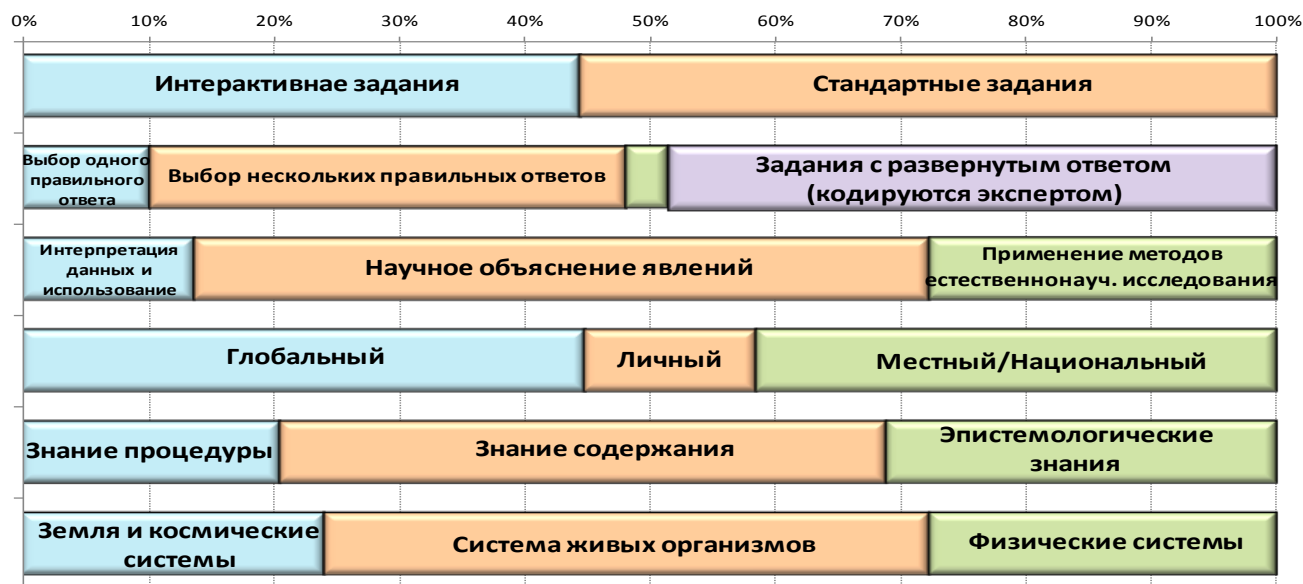 0% 10% 20% 30% 40% 50% 60% 70% 80% 90% 100%
Интерактивнае задания
Стандартные задания
Выбор одного
правильного
ответа
Выбор нескольких правильных ответов
Задания с развернутым ответом
(кодируются экспертом)
Интерпретация
данных и
использование
Научное объяснение явлений
Применение методов
естественнонауч. исследования
Глобальный
Личный
Местный/Национальный
Знание процедуры
Знание содержания
Эпистемологические
знания
Земля и космические
системы
Система живых организмов
Физические системы